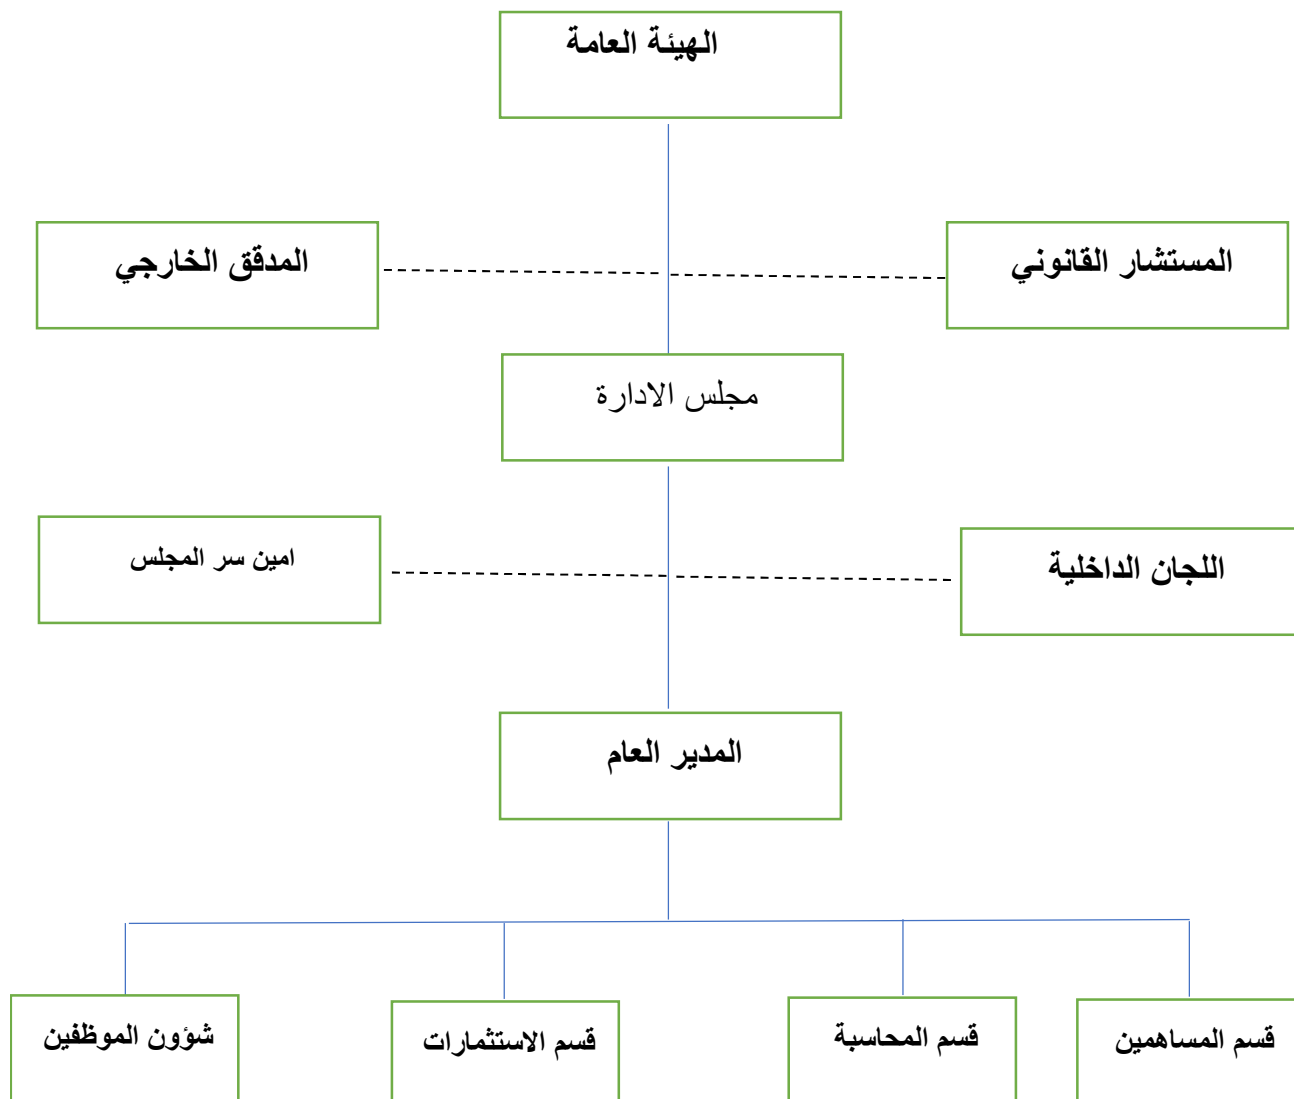 الهيئة العامة
المستشار القانوني
المدقق الخارجي
مجلس الادارة
اللجان الداخلية
امين سر المجلس
المدير العام
قسم المساهمين
قسم المحاسبة
قسم الاستثمارات
شؤون الموظفين